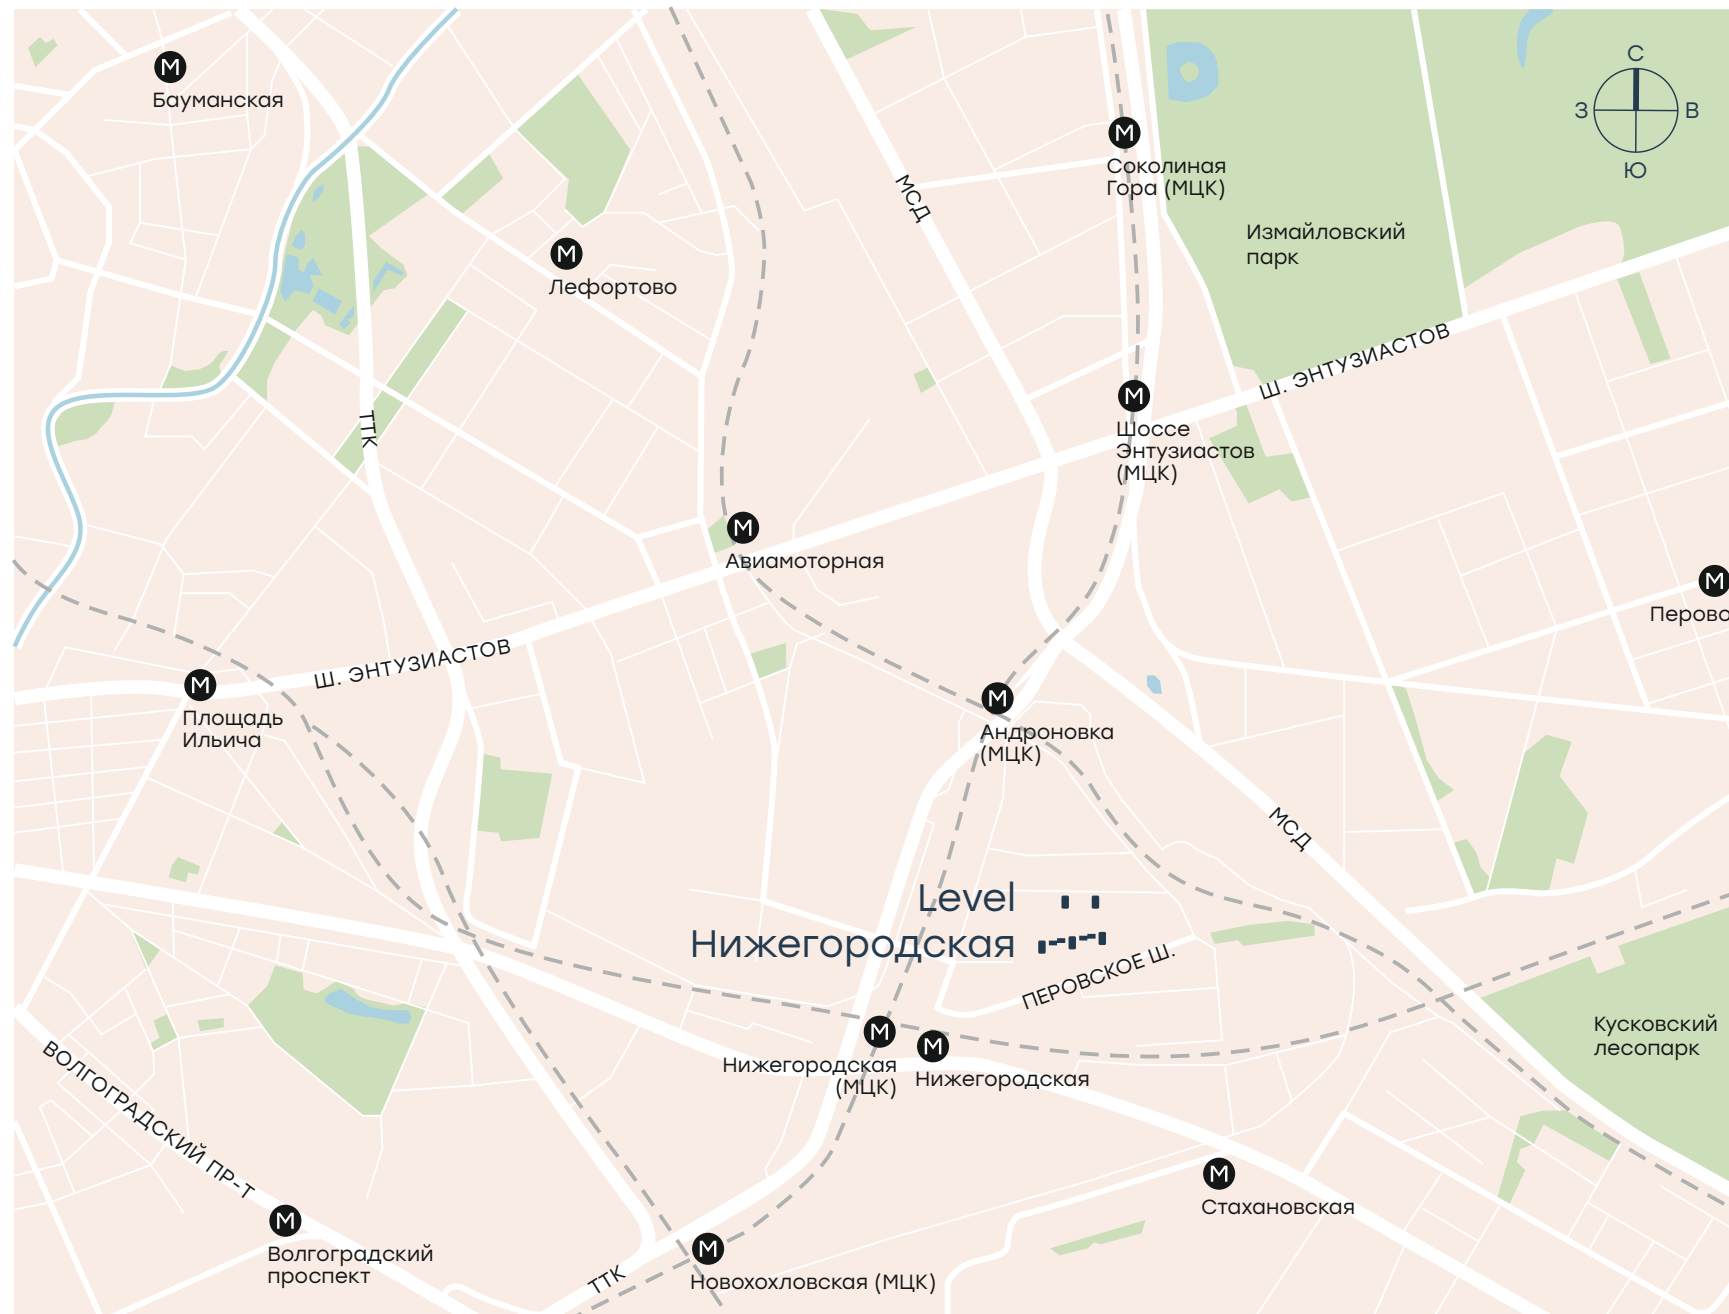 С
З
В
Ю
М
Бауманская
М
Соколиная
Гора (МЦК)
МСД
Измайловский
парк
М
Лефортово
Ш. ЭНТУЗИАСТОВ
М
Шоссе
Энтузиастов
(МЦК)
ТТК
М
Авиамоторная
М
Перово
Ш. ЭНТУЗИАСТОВ
М
Площадь
Ильича
М
Андроновка
(МЦК)
МСД
Level
Нижегородская
ПЕРОВСКОЕ Ш.
Кусковский
лесопарк
М
Нижегородская
(МЦК)
М
Нижегородская
ВОЛГОГРАДСКИЙ ПР-Т
М
Стахановская
М
Волгоградский
проспект
М
Новохохловская (МЦК)
ТТК